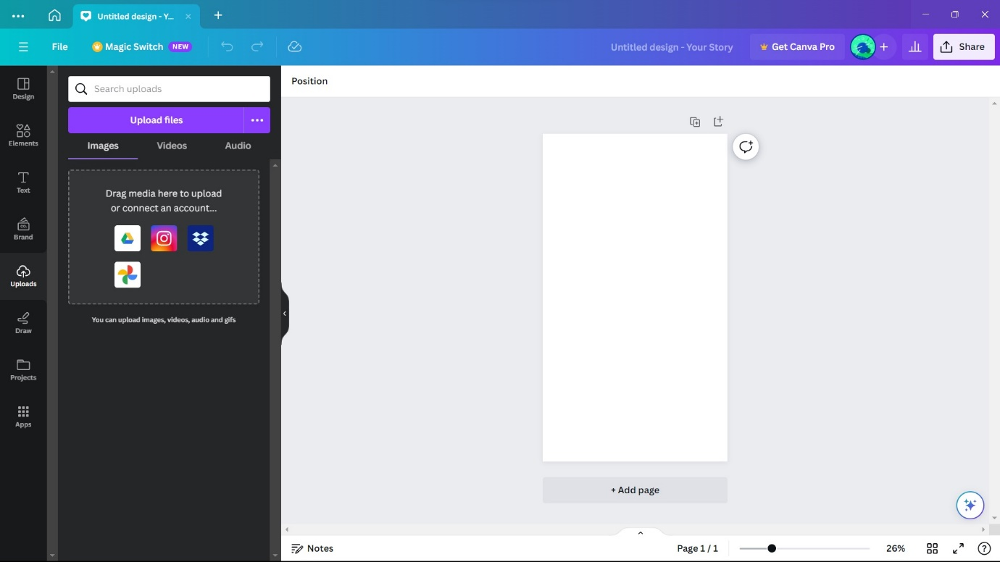 Untitled design - Y...
File
Magic Switch NEW
Untitled design - Your Story
Get Canva Pro
Share
Design
Elements
Text
CO.
Brand
Uploads
Draw
Projects
Apps
Search uploads
Upload files
Images
Videos
Audio
Drag media here to upload
or connect an account...
You can upload images, videos, audio and gifs
Position
+ Add page
Notes
Page 1 / 1
26%